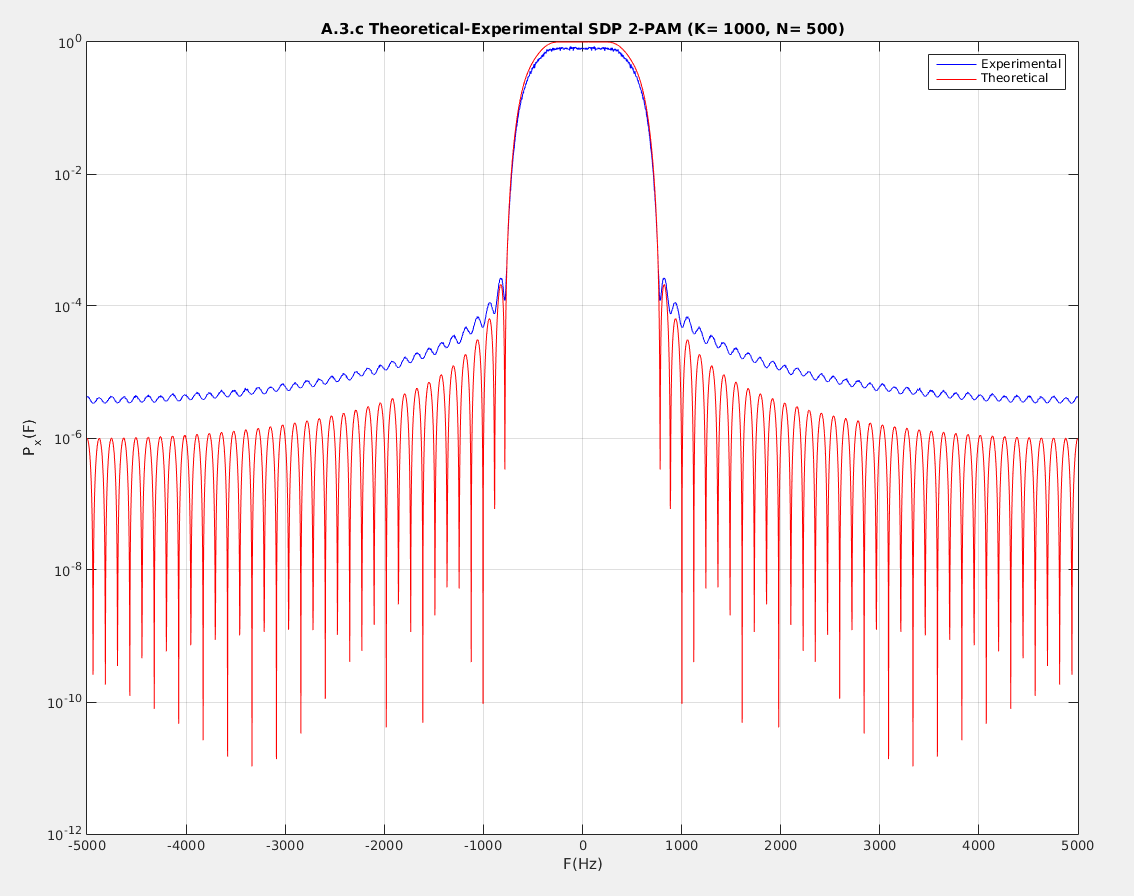 A.3.c Theoretical-Experimental SDP 2-PAM (K= 1000, N= 500)
Experimental
Theoretical
10^0
10^-2
10^-4
10^-6
10^-8
10^-10
10^-12
P_x(F)
-5000 -4000 -3000 -2000 -1000 0 1000 2000 3000 4000 5000
F(Hz)